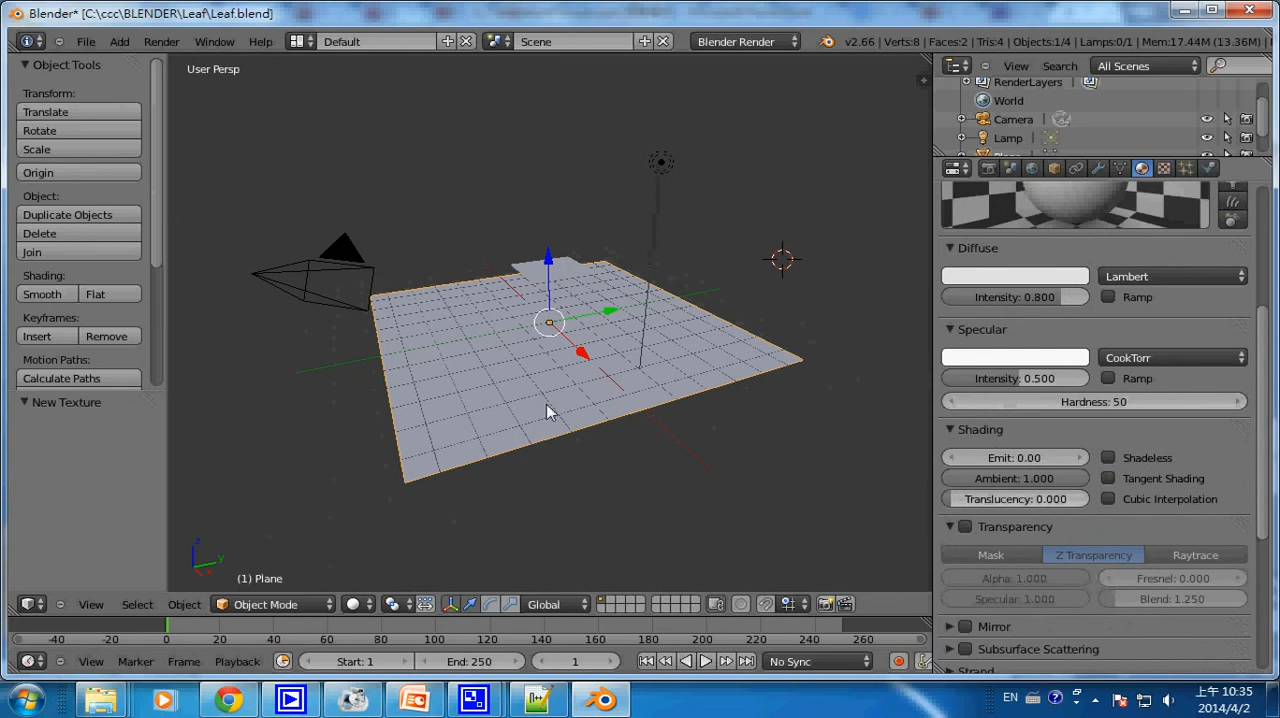 Blender* [C:\ccc\BLENDER\Leaf\Leaf.blend]
File Add Render Window Help Default Scene Blender Render v2.66 | Verts:8 | Faces:2 | Tris:4 | Objects:1/4 | Lamps:0/1 | Mem:17.44M (13.36M)
Object Tools
Transform:
Translate
Rotate
Scale
Origin
Object:
Duplicate Objects
Delete
Join
Shading:
Smooth Flat
Keyframes:
Insert Remove
Motion Paths:
Calculate Paths
New Texture
User Persp
(1) Plane
View Search All Scenes
RenderLayers
World
Camera
Lamp
Diffuse
Lambert
Intensity: 0.800 Ramp
Specular
CookTorr
Intensity: 0.500 Ramp
Hardness: 50
Shading
Emit: 0.00 Shadeless
Ambient: 1.000 Tangent Shading
Translucency: 0.000 Cubic Interpolation
Transparency
Mask Z Transparency Raytrace
Alpha: 1.000 Fresnel: 0.000
Specular: 1.000 Blend: 1.250
Mirror
Subsurface Scattering
Strand
View Select Object Object Mode Global
-40 -20 0 20 40 60 80 100 120 140 160 180 200 220 240 260
View Marker Frame Playback Start: 1 End: 250 1 No Sync
EN 上午 10:35
2014/4/2